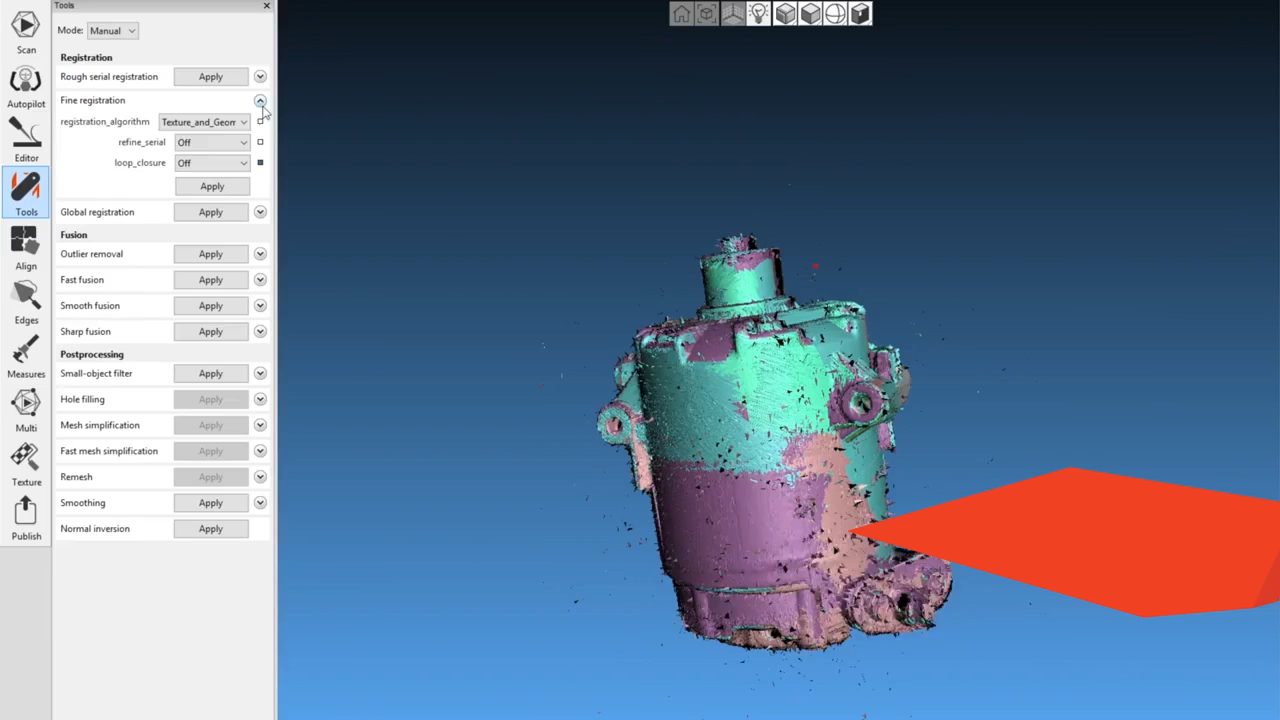 Tools
Mode: Manual
Scan
Autopilot
Editor
Tools
Align
Edges
Measures
Multi
Texture
Publish
Registration
Rough serial registration Apply
Fine registration
registration_algorithm Texture_and_Geom
refine_serial Off
loop_closure Off
Apply
Global registration Apply
Fusion
Outlier removal Apply
Fast fusion Apply
Smooth fusion Apply
Sharp fusion Apply
Postprocessing
Small-object filter Apply
Hole filling Apply
Mesh simplification Apply
Fast mesh simplification Apply
Remesh Apply
Smoothing Apply
Normal inversion Apply